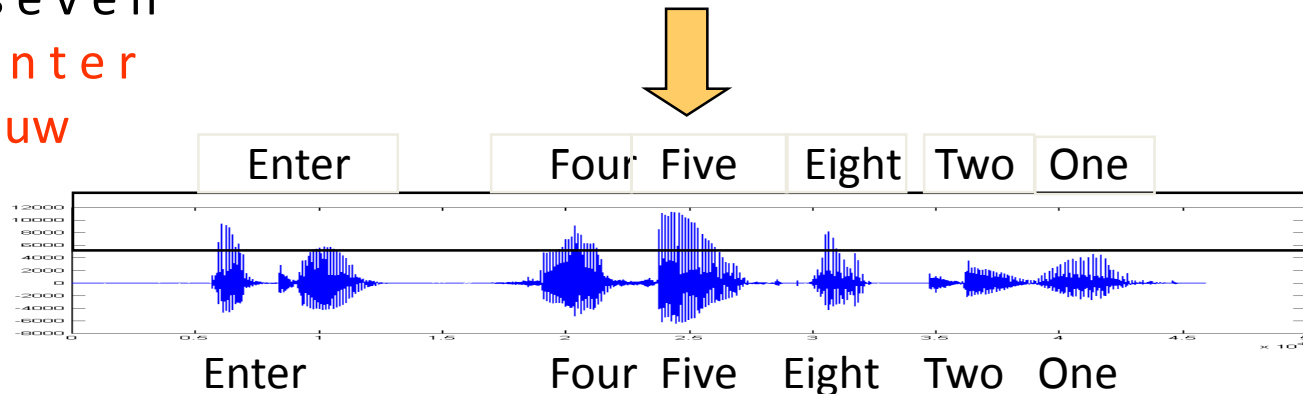 s e v e n
n t e r
uw
Enter Four Five Eight Two One
12000
10000
8000
6000
4000
2000
0
-2000
-4000
-6000
-8000
0 0.5 1 1.5 2 2.5 3 3.5 4 4.5
x 10
Enter Four Five Eight Two One